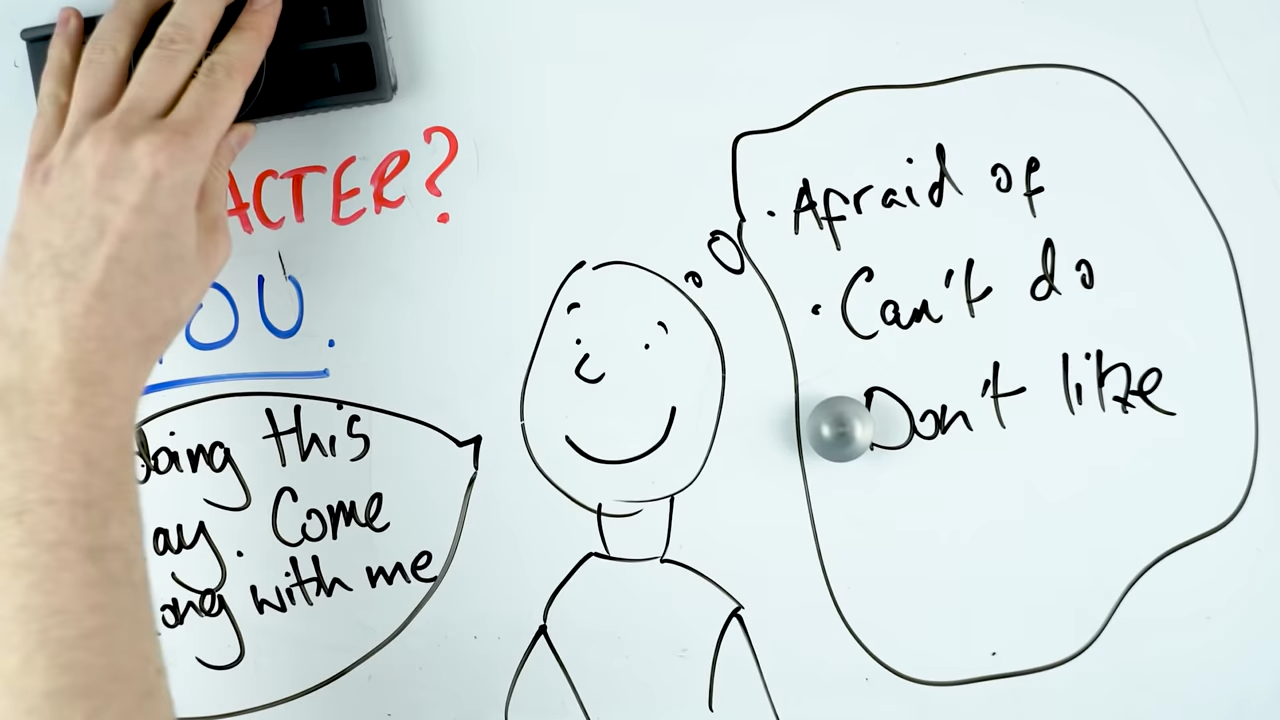 ACTER?
OU.
doing this
ay. Come
ong with me
· Afraid of
· Can't do
Don't like